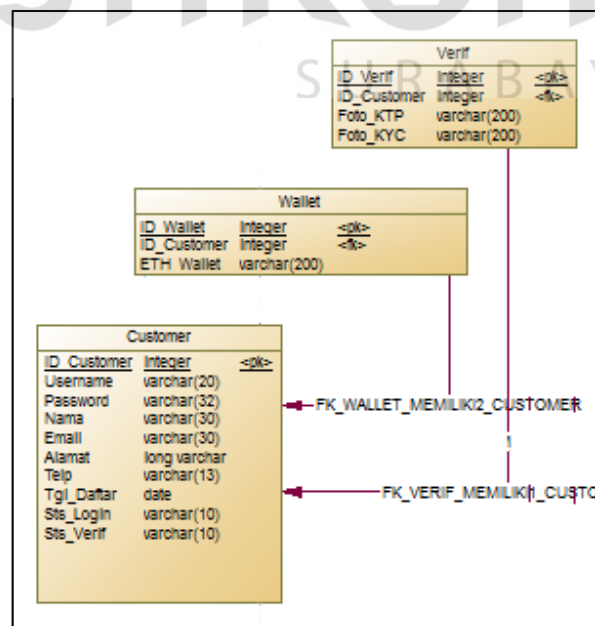 SURABAY
Verif
ID_Verif Integer <pk>
ID_Customer Integer <fk>
Foto_KTP varchar(200)
Foto_KYC varchar(200)
Wallet
ID_Wallet Integer <pk>
ID_Customer Integer <fk>
ETH_Wallet varchar(200)
Customer
ID_Customer Integer <pk>
Username varchar(20)
Password varchar(32)
Nama varchar(30)
Email varchar(30)
Alamat long varchar
Telp varchar(13)
Tgl_Daftar date
Sts_Login varchar(10)
Sts_Verif varchar(10)
FK_WALLET_MEMILIKI2_CUSTOMER
FK_VERIF_MEMILIKI1_CUSTO